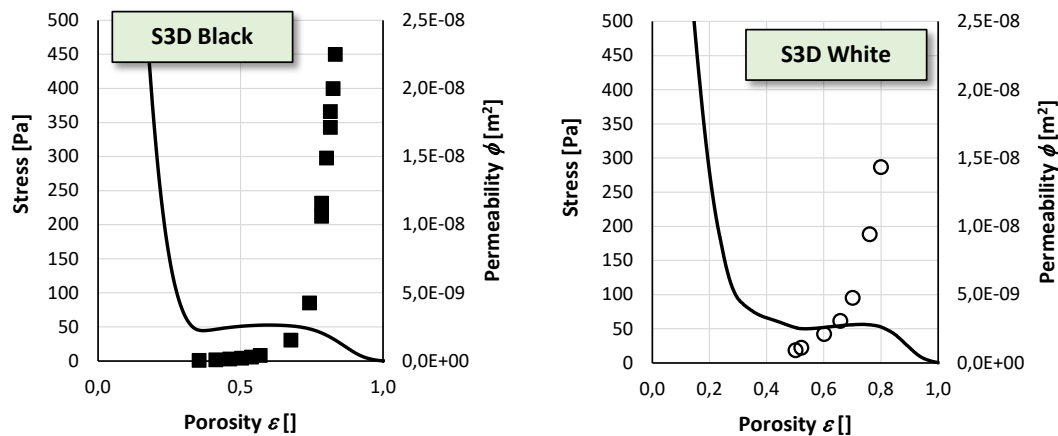 S3D Black
500
450
400
350
300
250
200
150
100
50
0
Stress [Pa]
0,0
0,5
1,0
Porosity ε []
2,5E-08
2,0E-08
1,5E-08
1,0E-08
5,0E-09
0,0E+00
Permeability ϕ [m²]
S3D White
500
450
400
350
300
250
200
150
100
50
0
Stress [Pa]
0,0
0,2
0,4
0,6
0,8
1,0
Porosity ε []
2,5E-08
2,0E-08
1,5E-08
1,0E-08
5,0E-09
0,0E+00
Permeability ϕ [m²]